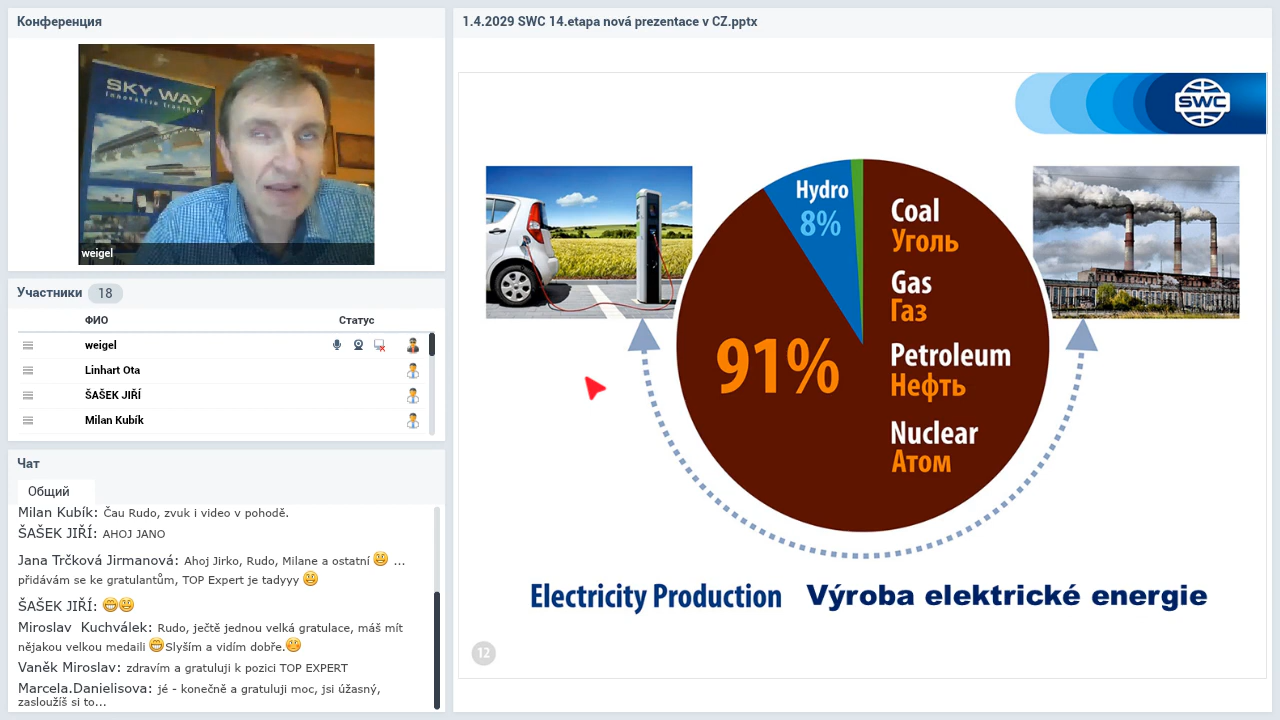 Конференция
SKY WAY
Innovative transport
weigel
Участники 18
ФИО Статус
weigel
Linhart Ota
ŠAŠEK JIŘÍ
Milan Kubík
Чат
Общий
Milan Kubík: Čau Rudo, zvuk i video v pohodě.
ŠAŠEK JIŘÍ: AHOJ JANO
Jana Trčková Jirmanová: Ahoj Jirko, Rudo, Milane a ostatní ...
přidávám se ke gratulantům, TOP Expert je tadyyy
ŠAŠEK JIŘÍ:
Miroslav Kuchválek: Rudo, ječtě jednou velká gratulace, máš mít
nějakou velkou medaili Slyším a vidím dobře.
Vaněk Miroslav: zdravím a gratuluji k pozici TOP EXPERT
Marcela.Danielisova: jé - konečně a gratuluji moc, jsi úžasný,
zasloužíš si to...
1.4.2029 SWC 14.etapa nová prezentace v CZ.pptx
SWC
Hydro
8%
91%
Coal
Уголь
Gas
Газ
Petroleum
Нефть
Nuclear
Атом
Electricity Production Výroba elektrické energie
12